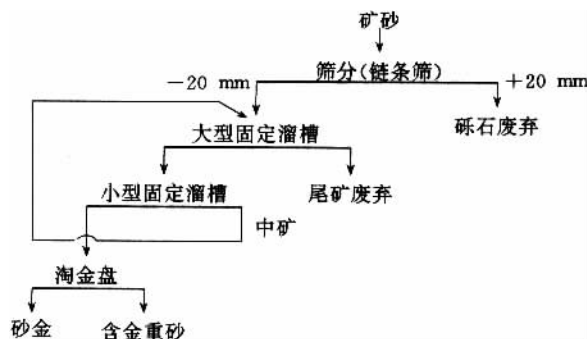 矿砂
筛分(链条筛)
-20 mm
+20 mm
砾石废弃
大型固定溜槽
小型固定溜槽
尾矿废弃
中矿
淘金盘
砂金
含金重砂